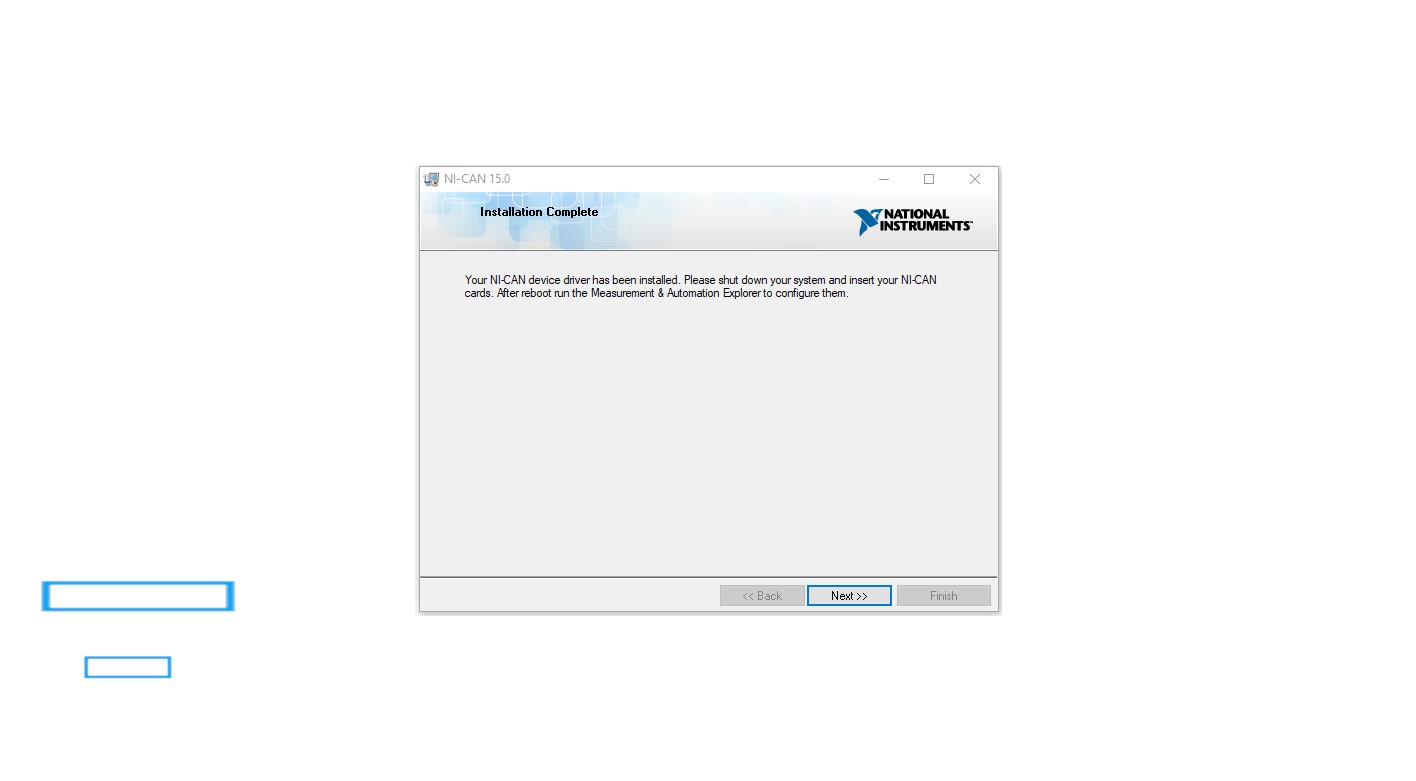 NI-CAN 15.0
Installation Complete
NATIONAL
INSTRUMENTS™
Your NI-CAN device driver has been installed. Please shut down your system and insert your NI-CAN
cards. After reboot run the Measurement & Automation Explorer to configure them.
<< Back Next >> Finish